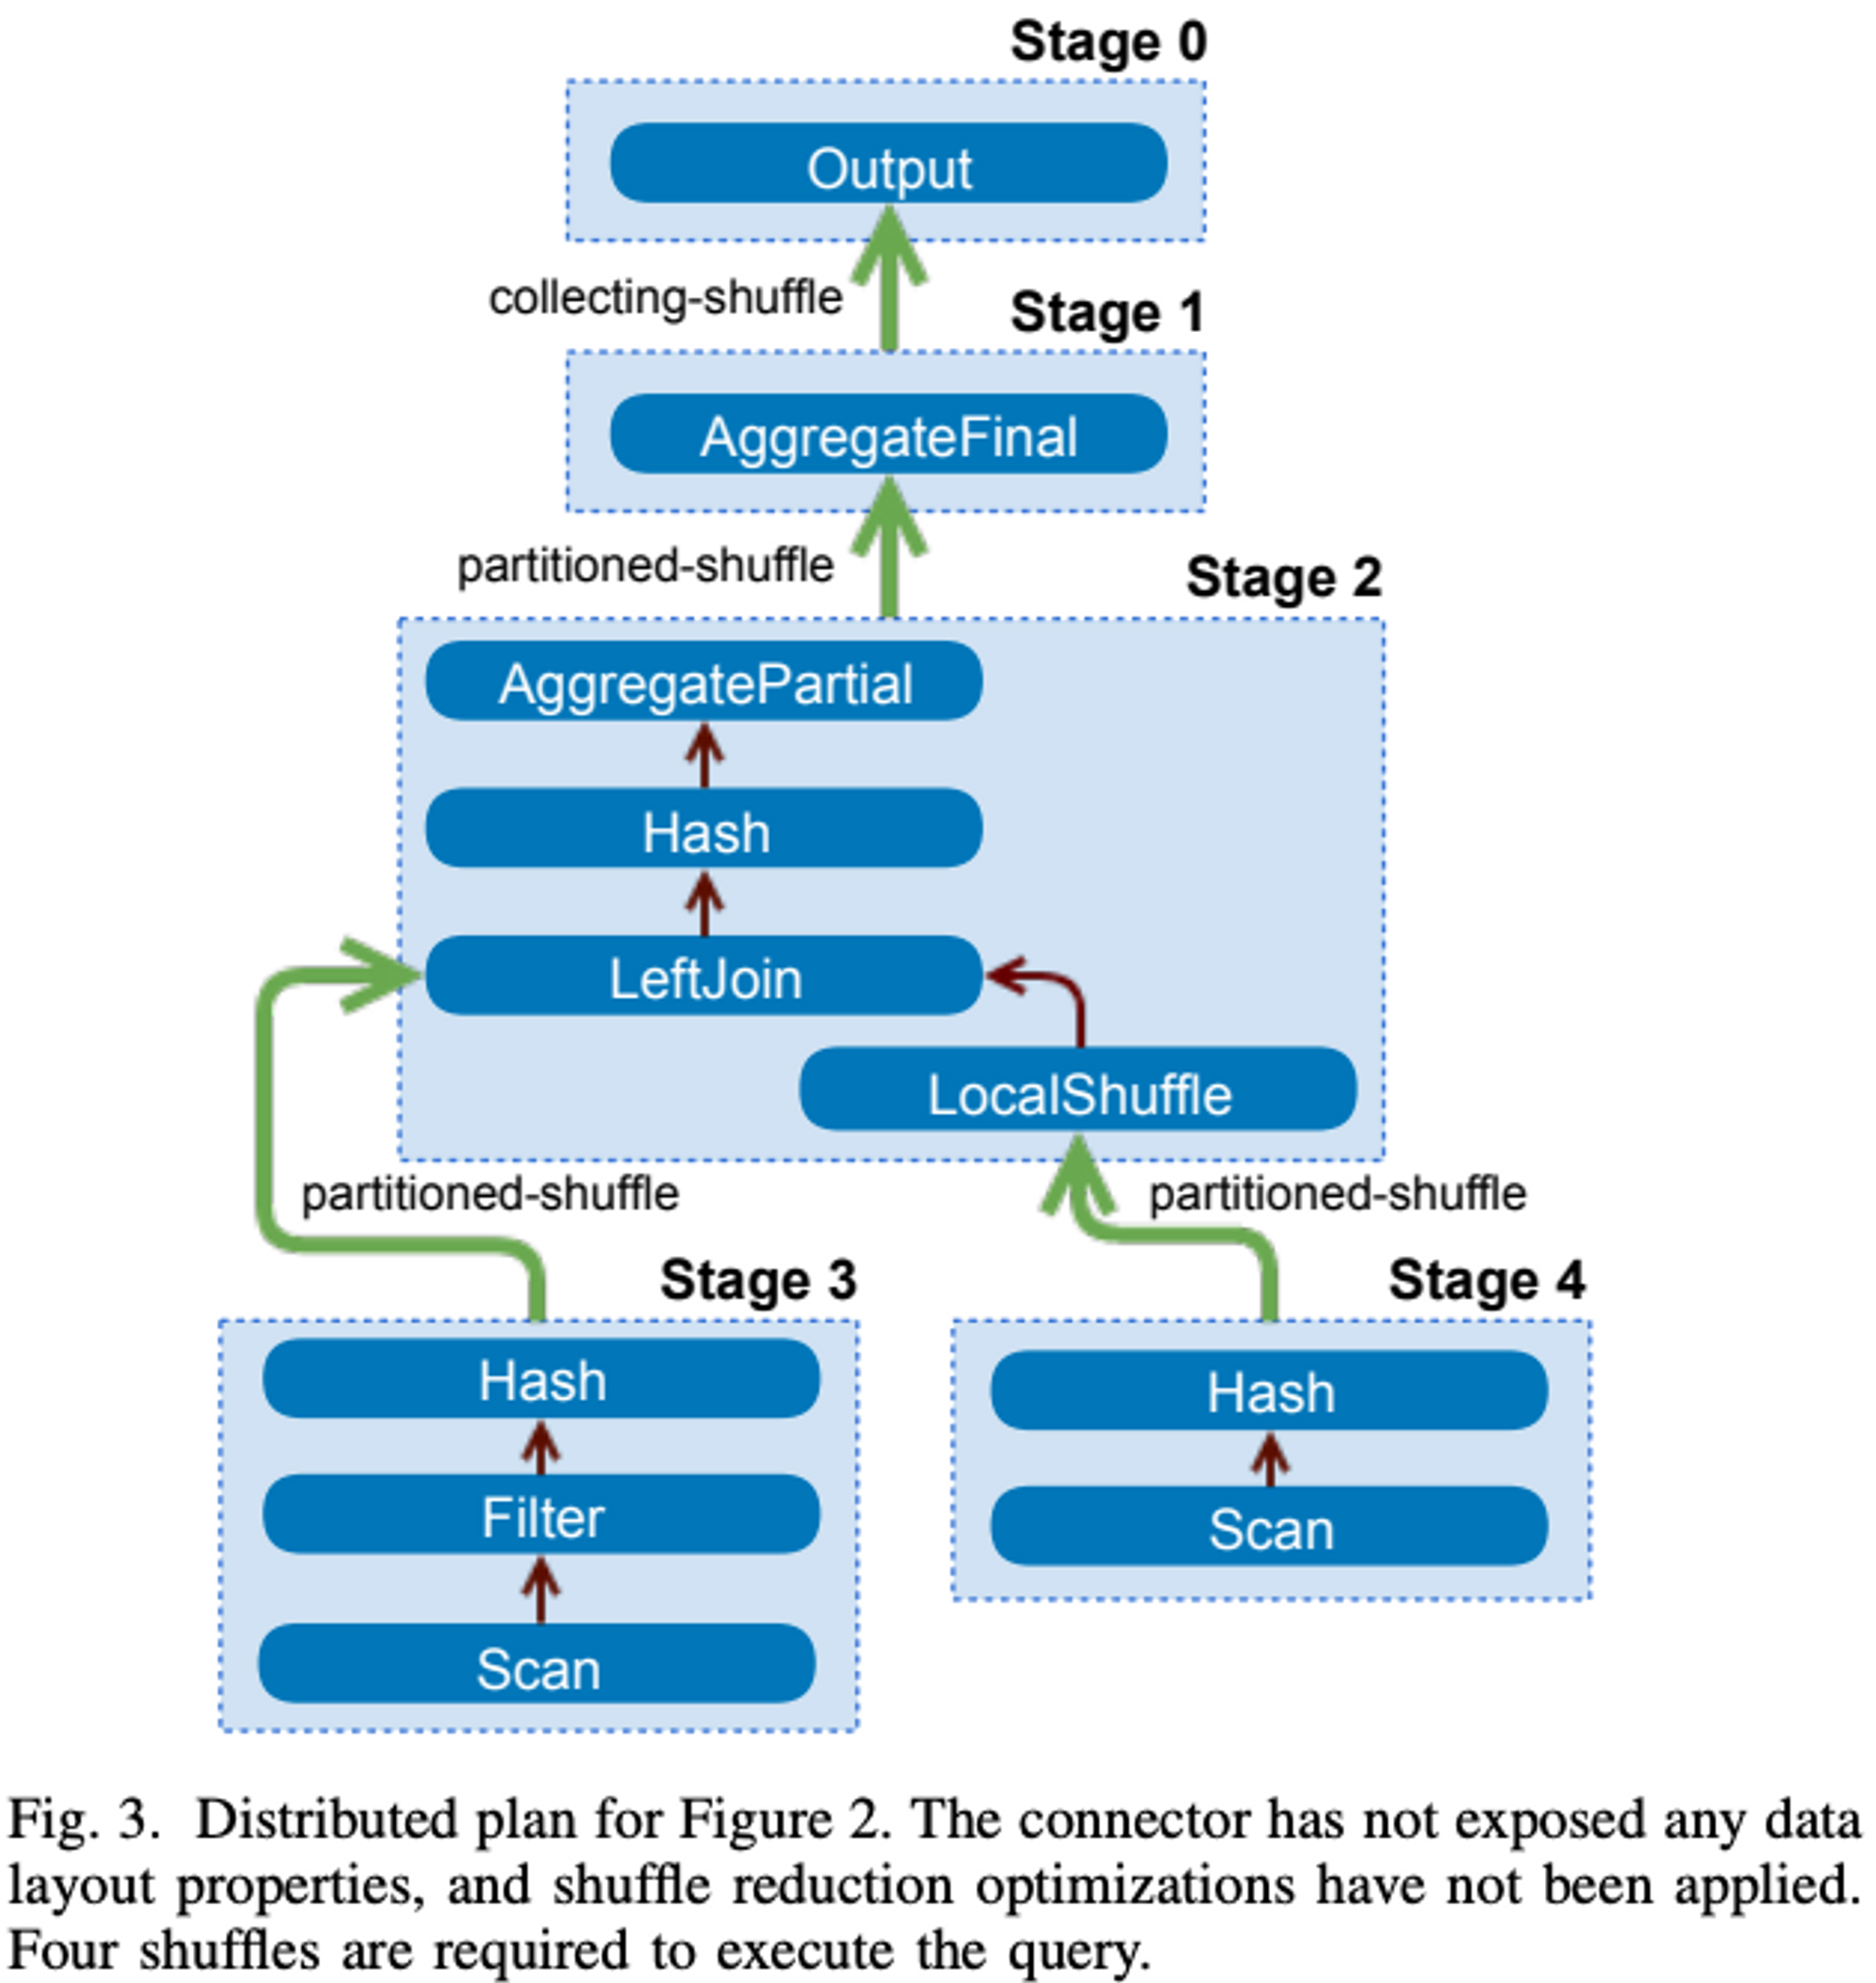 Stage 0
Output
collecting-shuffle
Stage 1
AggregateFinal
partitioned-shuffle
Stage 2
AggregatePartial
Hash
LeftJoin
LocalShuffle
partitioned-shuffle
partitioned-shuffle
Stage 3
Stage 4
Hash
Hash
Filter
Scan
Scan
Fig. 3. Distributed plan for Figure 2. The connector has not exposed any data
layout properties, and shuffle reduction optimizations have not been applied.
Four shuffles are required to execute the query.